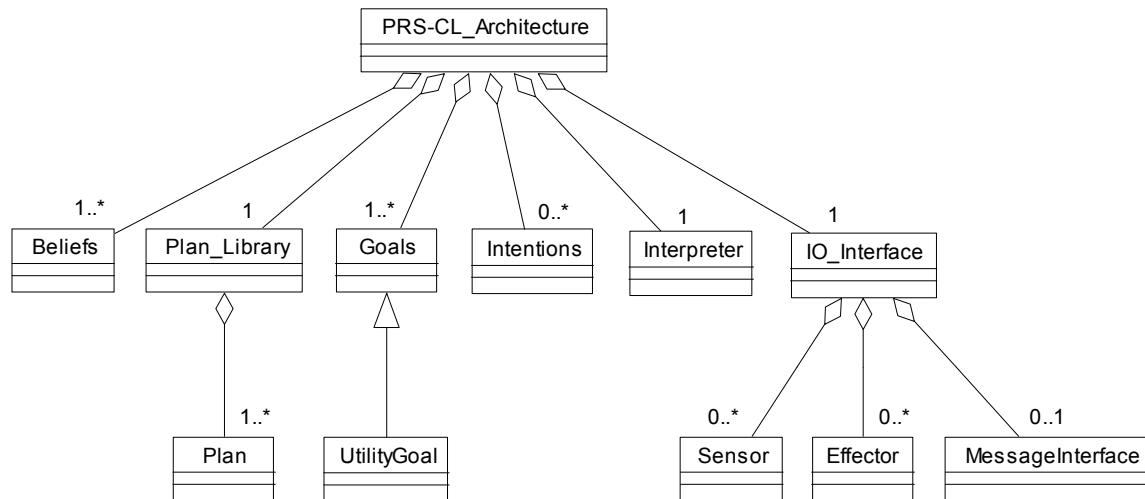 PRS-CL_Architecture
1..* 1 1..* 0..* 1 1
Beliefs Plan_Library Goals Intentions Interpreter IO_Interface
1..* 0..* 0..* 0..1
Plan UtilityGoal Sensor Effector MessageInterface